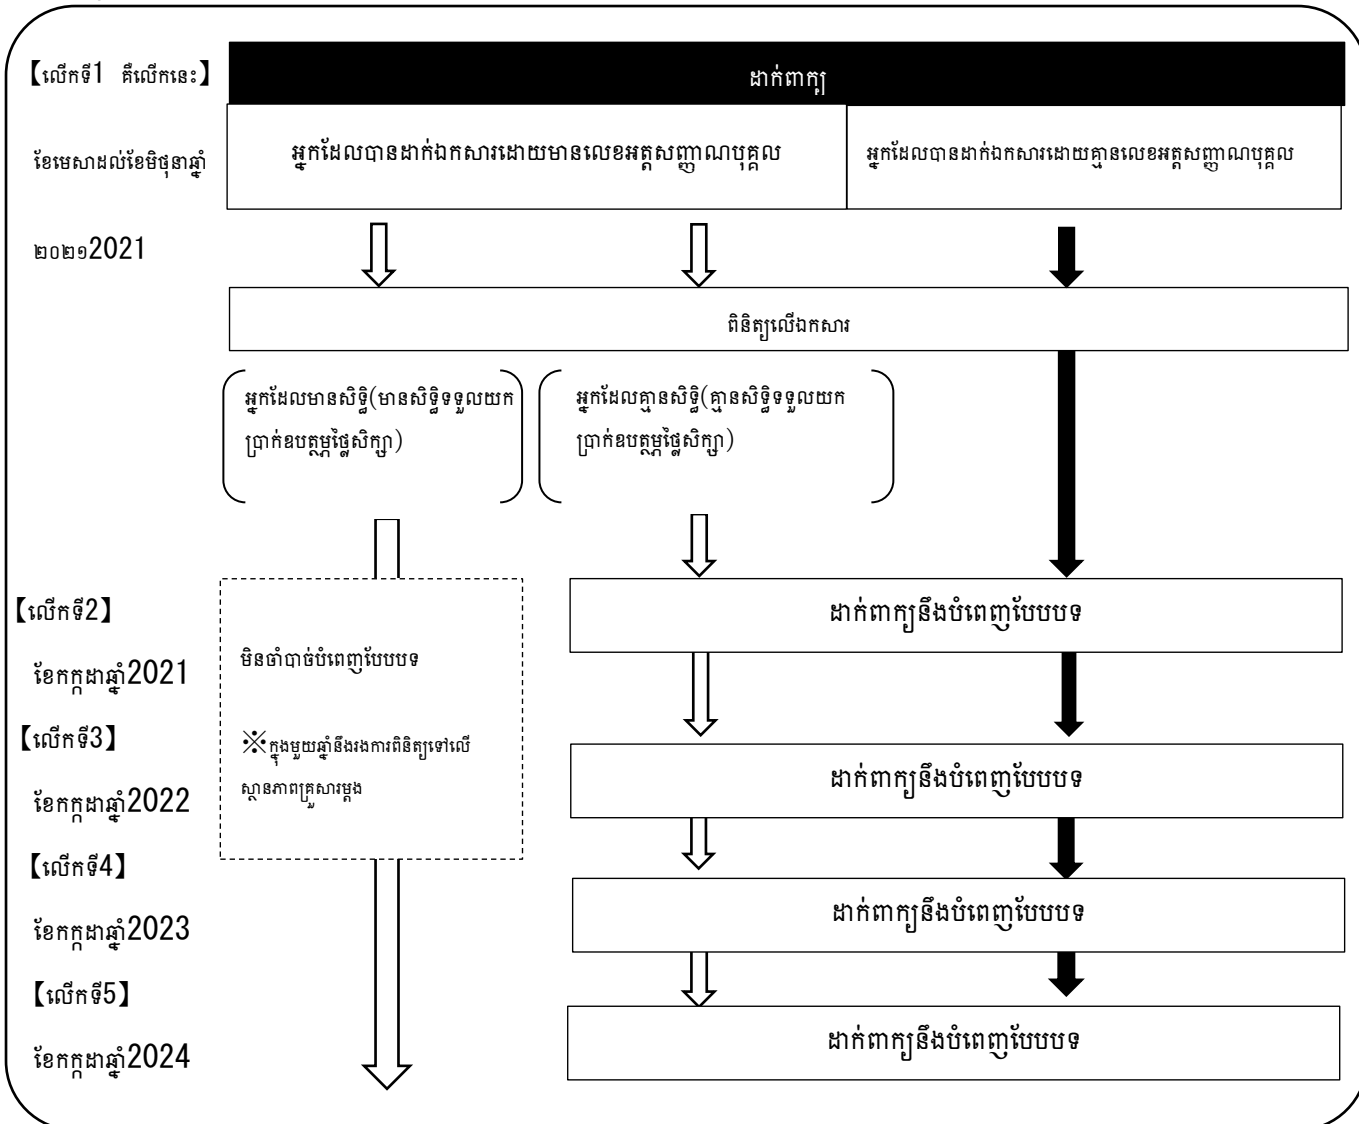 【លើកទី1 គឺលើកនេះ】
ដាក់ពាក្យ
ខែមេសាដល់ខែមិថុនាឆ្នាំ
អ្នកដែលបានដាក់ឯកសារដោយមានលេខអត្តសញ្ញាណបុគ្គល
អ្នកដែលបានដាក់ឯកសារដោយគ្មានលេខអត្តសញ្ញាណបុគ្គល
២០២១2021
ពិនិត្យលើឯកសារ
អ្នកដែលមានសិទ្ធិ(មានសិទ្ធិទទួលយក
ប្រាក់ឧបត្ថម្ភថ្លៃសិក្សា)
អ្នកដែលគ្មានសិទ្ធិ(គ្មានសិទ្ធិទទួលយក
ប្រាក់ឧបត្ថម្ភថ្លៃសិក្សា)
【លើកទី2】
ខែកក្កដាឆ្នាំ2021
មិនចាំបាច់បំពេញបែបបទ
※ក្នុងមួយឆ្នាំនឹងរងការពិនិត្យទៅលើ
ស្ថានភាពគ្រួសារម្តង
ដាក់ពាក្យនឹងបំពេញបែបបទ
【លើកទី3】
ខែកក្កដាឆ្នាំ2022
ដាក់ពាក្យនឹងបំពេញបែបបទ
【លើកទី4】
ខែកក្កដាឆ្នាំ2023
ដាក់ពាក្យនឹងបំពេញបែបបទ
【លើកទី5】
ខែកក្កដាឆ្នាំ2024
ដាក់ពាក្យនឹងបំពេញបែបបទ